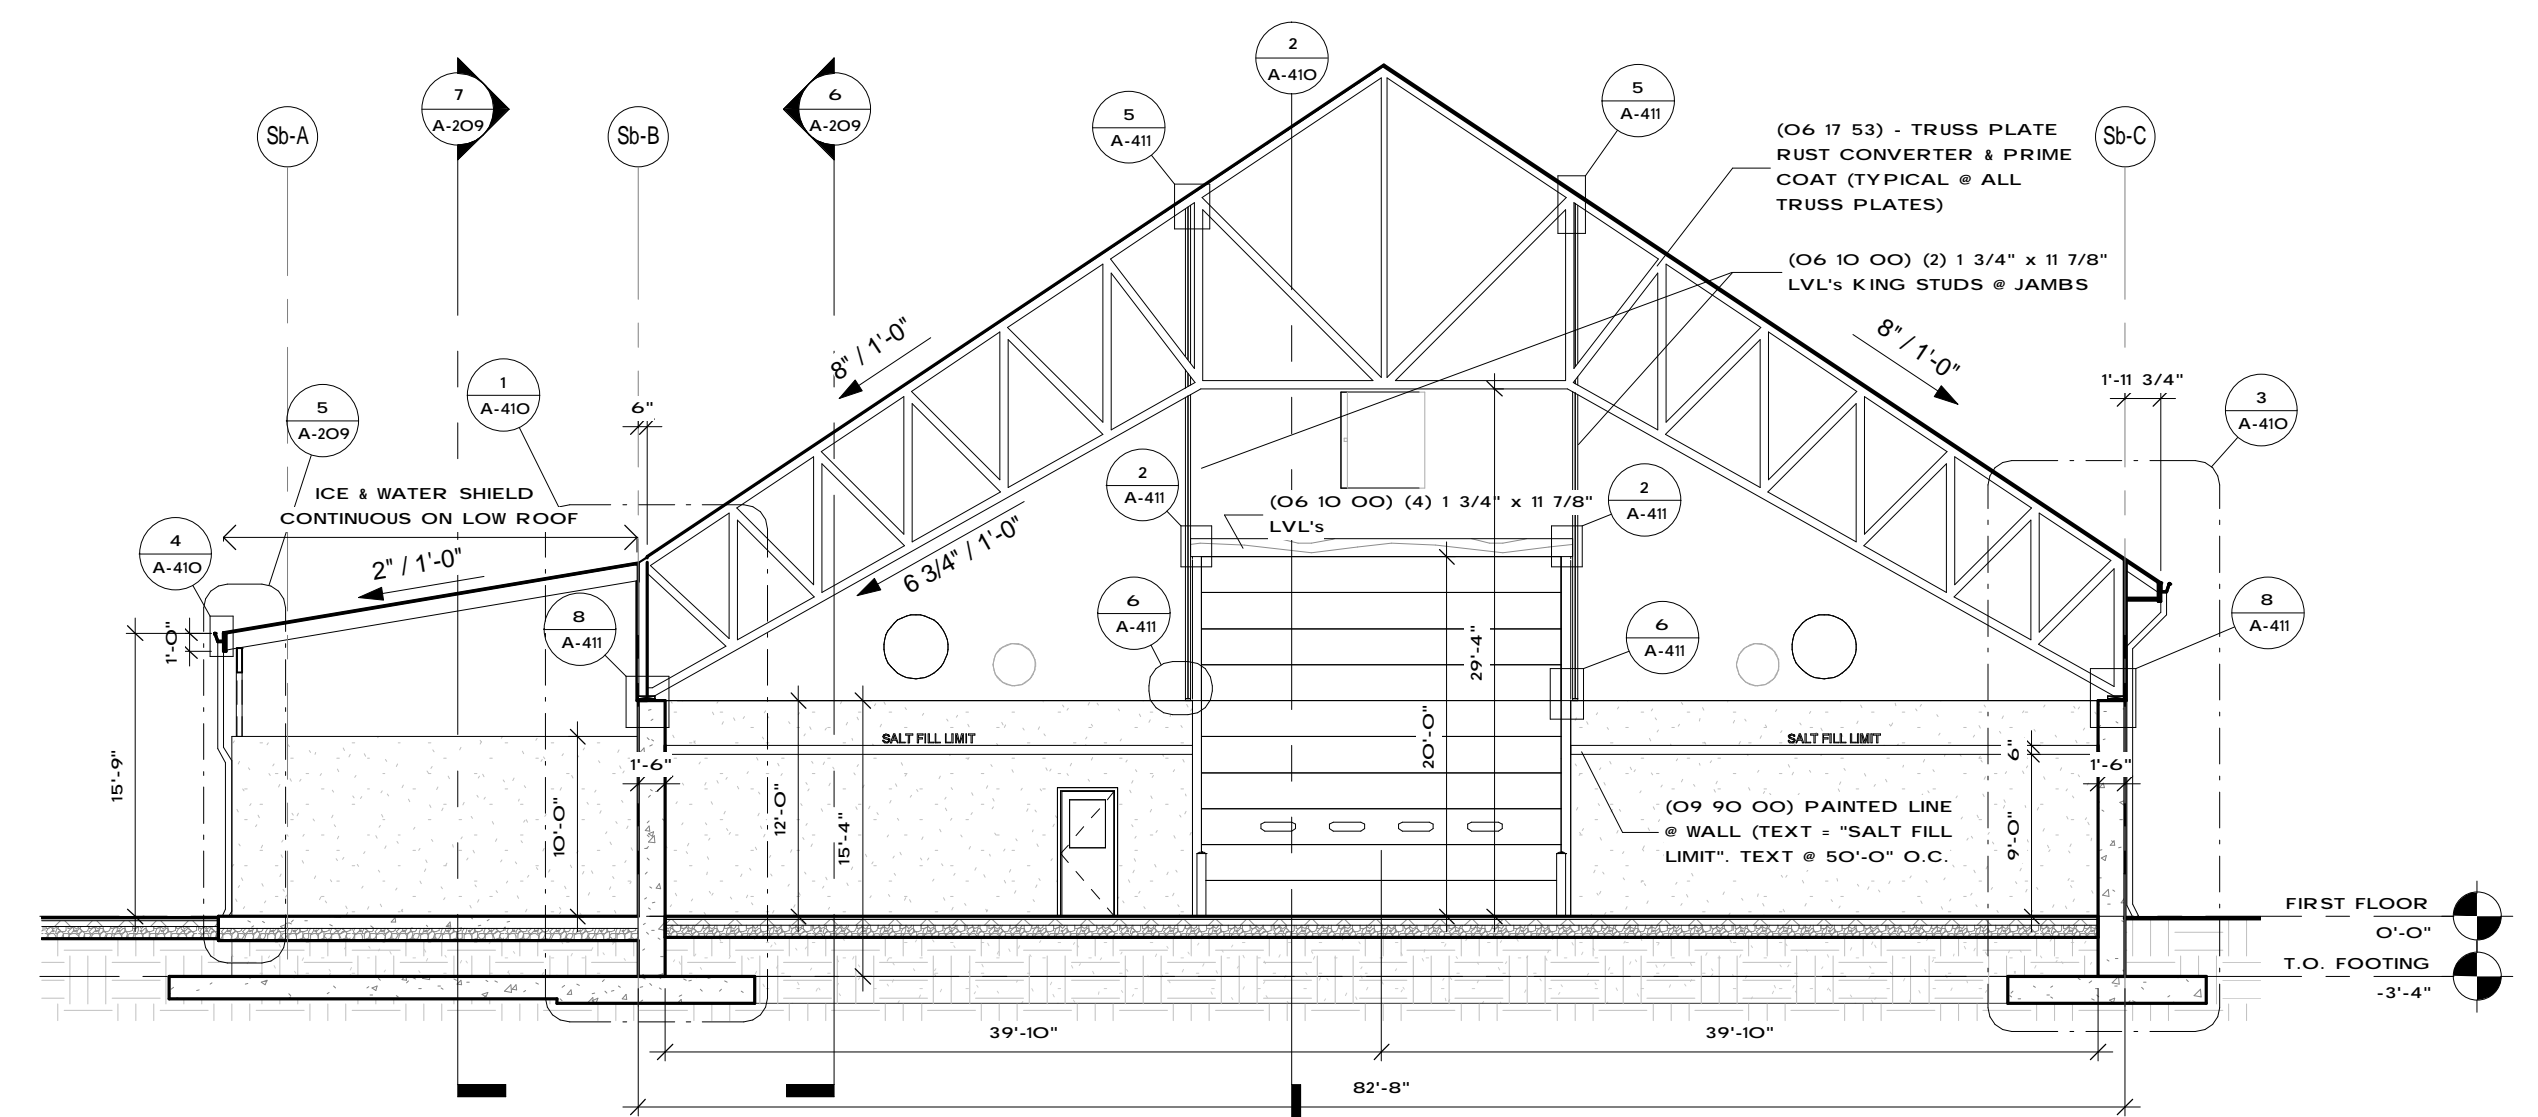 2
A-410
5
A-411
5
A-411
7
A-209
6
A-209
Sb-A
Sb-B
Sb-C
(06 17 53) - TRUSS PLATE
RUST CONVERTER & PRIME
COAT (TYPICAL @ ALL
TRUSS PLATES)
(06 10 00) (2) 1 3/4" x 11 7/8"
LVL's KING STUDS @ JAMBS
8" / 1'-0"
8" / 1'-0"
1'-11 3/4"
1
A-410
5
A-209
3
A-410
6"
ICE & WATER SHIELD
CONTINUOUS ON LOW ROOF
2
A-411
2
A-411
(06 10 00) (4) 1 3/4" x 11 7/8"
LVL's
4
A-410
2" / 1'-0"
6 3/4" / 1'-0"
8
A-411
6
A-411
6
A-411
8
A-411
1'-0"
29'-4"
20'-0"
SALT FILL LIMIT
SALT FILL LIMIT
6"
1'-6"
1'-6"
15'-9"
10'-0"
12'-0"
15'-4"
9'-0"
(09 90 00) PAINTED LINE
@ WALL (TEXT = "SALT FILL
LIMIT". TEXT @ 50'-0" O.C.
FIRST FLOOR
0'-0"
T.O. FOOTING
-3'-4"
39'-10"
39'-10"
82'-8"